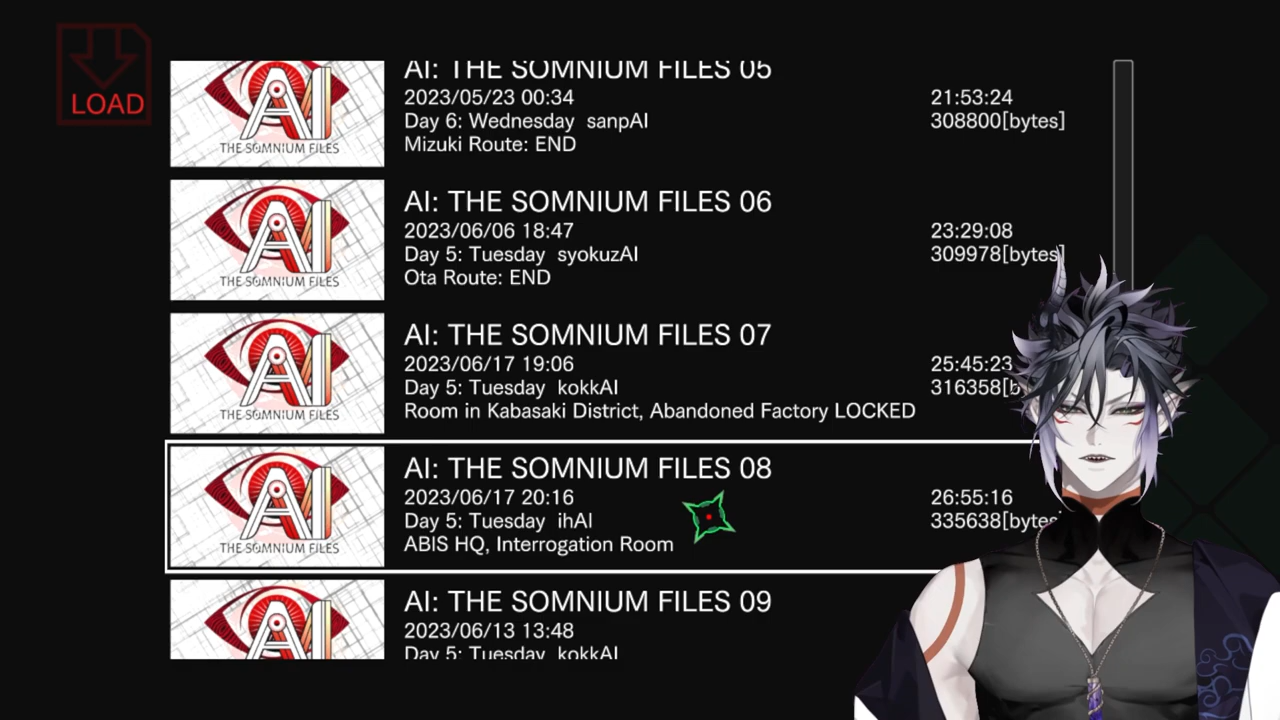 LOAD
AI: THE SOMNIUM FILES 05
2023/05/23 00:34
21:53:24
Day 6: Wednesday sanpAI
308800[bytes]
Mizuki Route: END
AI
THE SOMNIUM FILES
AI: THE SOMNIUM FILES 06
2023/06/06 18:47
23:29:08
Day 5: Tuesday syokuzAI
309978[bytes]
Ota Route: END
AI
THE SOMNIUM FILES
AI: THE SOMNIUM FILES 07
2023/06/17 19:06
25:45:23
Day 5: Tuesday kokkAI
316358[b
Room in Kabasaki District, Abandoned Factory LOCKED
AI
THE SOMNIUM FILES
AI: THE SOMNIUM FILES 08
2023/06/17 20:16
26:55:16
Day 5: Tuesday ihAI
335638[bytes
ABIS HQ, Interrogation Room
AI
THE SOMNIUM FILES
AI: THE SOMNIUM FILES 09
2023/06/13 13:48
Day 5: Tuesday kokkAI
AI
THE SOMNIUM FILES